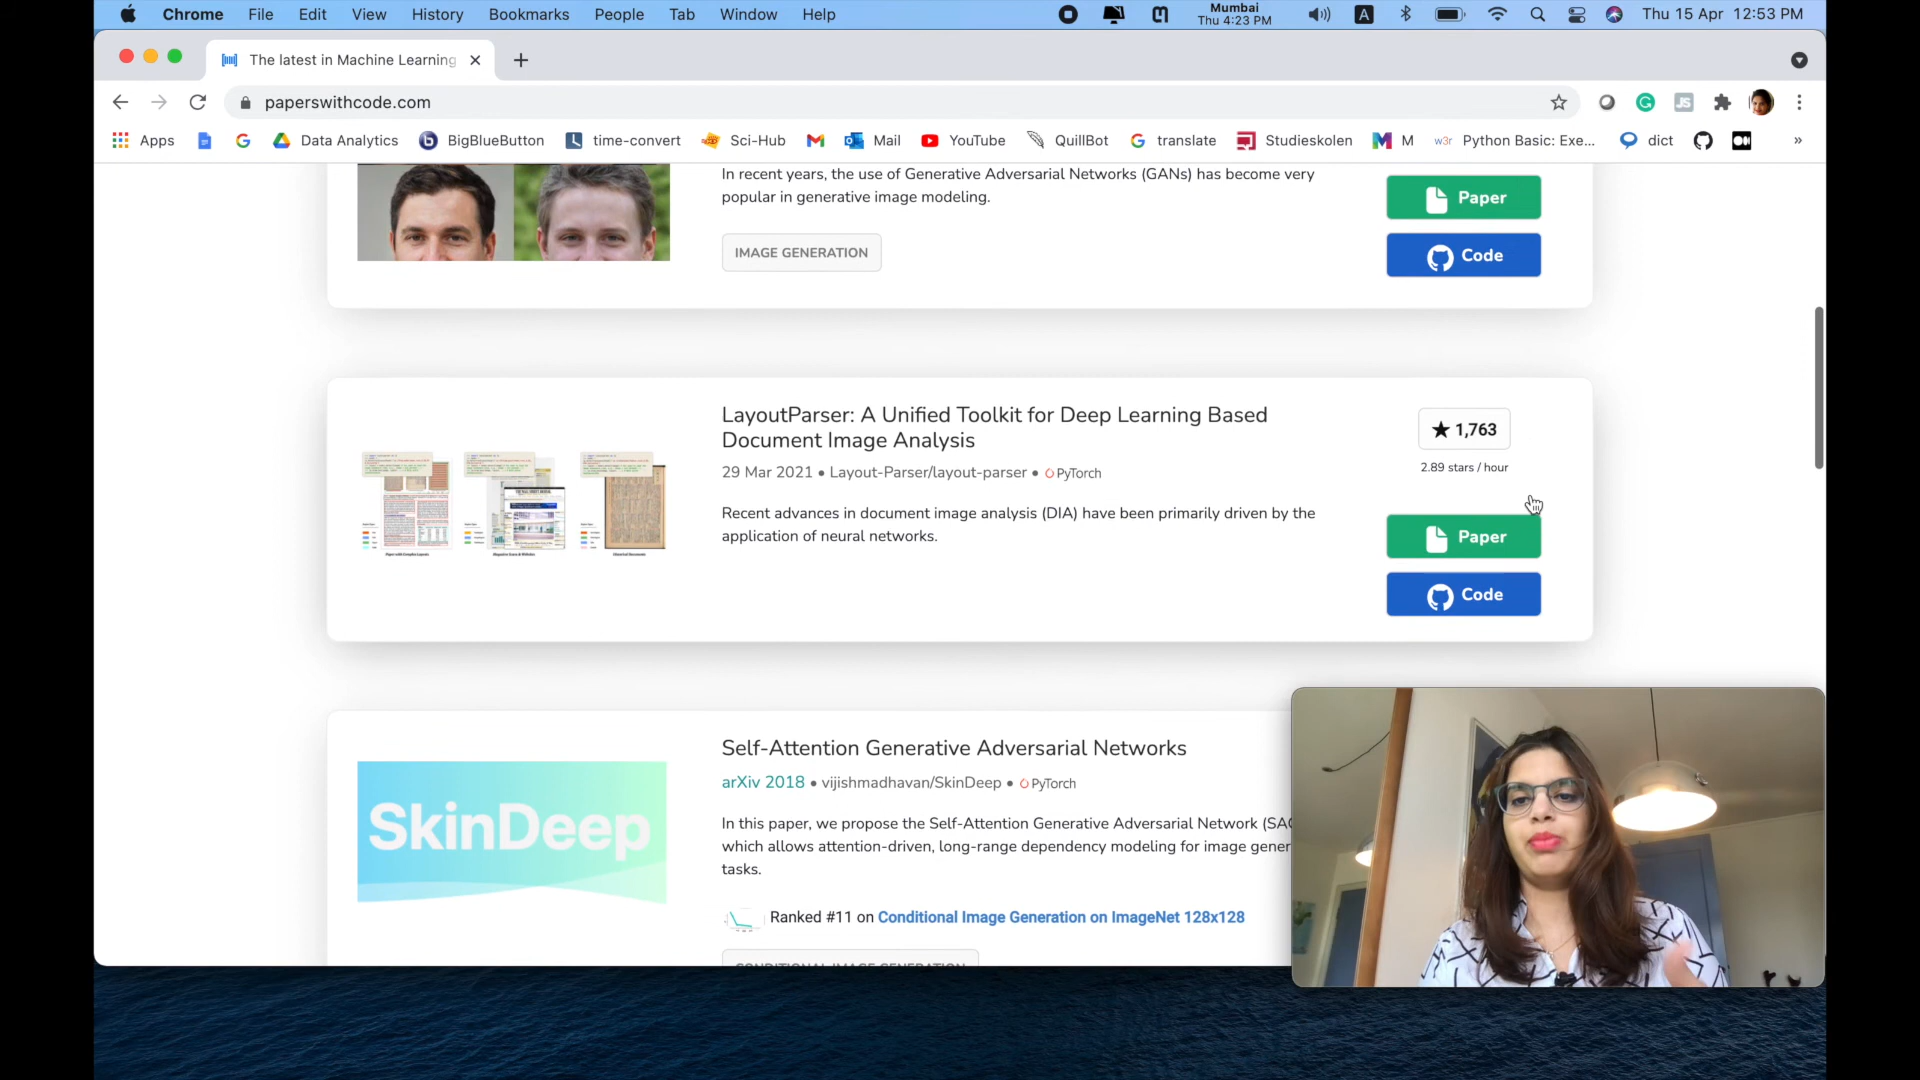 Chrome File Edit View History Bookmarks People Tab Window Help
Mumbai
Thu 4:23 PM
A
Thu 15 Apr 12:53 PM
The latest in Machine Learning
paperswithcode.com
Apps Data Analytics BigBlueButton time-convert Sci-Hub Mail YouTube QuillBot translate Studieskolen M Python Basic: Exe... dict »
In recent years, the use of Generative Adversarial Networks (GANs) has become very
popular in generative image modeling.
IMAGE GENERATION
Paper
Code
LayoutParser: A Unified Toolkit for Deep Learning Based
Document Image Analysis
29 Mar 2021 • Layout-Parser/layout-parser • PyTorch
Recent advances in document image analysis (DIA) have been primarily driven by the
application of neural networks.
★ 1,763
2.89 stars / hour
Paper
Code
SkinDeep
Self-Attention Generative Adversarial Networks
arXiv 2018 • vijishmadhavan/SkinDeep • PyTorch
In this paper, we propose the Self-Attention Generative Adversarial Network (SAG
which allows attention-driven, long-range dependency modeling for image gener
tasks.
Ranked #11 on Conditional Image Generation on ImageNet 128x128
CONDITIONAL IMAGE GENERATION